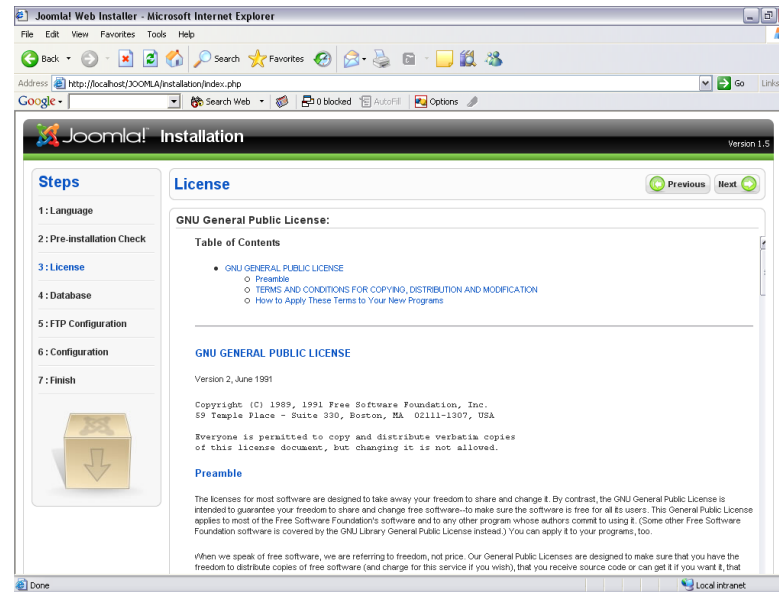 Joomla! Web Installer - Microsoft Internet Explorer
File Edit View Favorites Tools Help
Back Search Favorites
Address http://localhost/JOOMLA/installation/index.php Go Links
Google Search Web 0 blocked AutoFill Options
Joomla! Installation
Version 1.5
Steps
1 : Language
2 : Pre-installation Check
3 : License
4 : Database
5 : FTP Configuration
6 : Configuration
7 : Finish
License
Previous Next
GNU General Public License:
Table of Contents
GNU GENERAL PUBLIC LICENSE
Preamble
TERMS AND CONDITIONS FOR COPYING, DISTRIBUTION AND MODIFICATION
How to Apply These Terms to Your New Programs
GNU GENERAL PUBLIC LICENSE
Version 2, June 1991
Copyright (C) 1989, 1991 Free Software Foundation, Inc.
59 Temple Place - Suite 330, Boston, MA 02111-1307, USA
Everyone is permitted to copy and distribute verbatim copies
of this license document, but changing it is not allowed.
Preamble
The licenses for most software are designed to take away your freedom to share and change it. By contrast, the GNU General Public License is
intended to guarantee your freedom to share and change free software--to make sure the software is free for all its users. This General Public License
applies to most of the Free Software Foundation's software and to any other program whose authors commit to using it. (Some other Free Software
Foundation software is covered by the GNU Library General Public License instead.) You can apply it to your programs, too.
When we speak of free software, we are referring to freedom, not price. Our General Public Licenses are designed to make sure that you have the
freedom to distribute copies of free software (and charge for this service if you wish), that you receive source code or can get it if you want it, that
Done
Local intranet